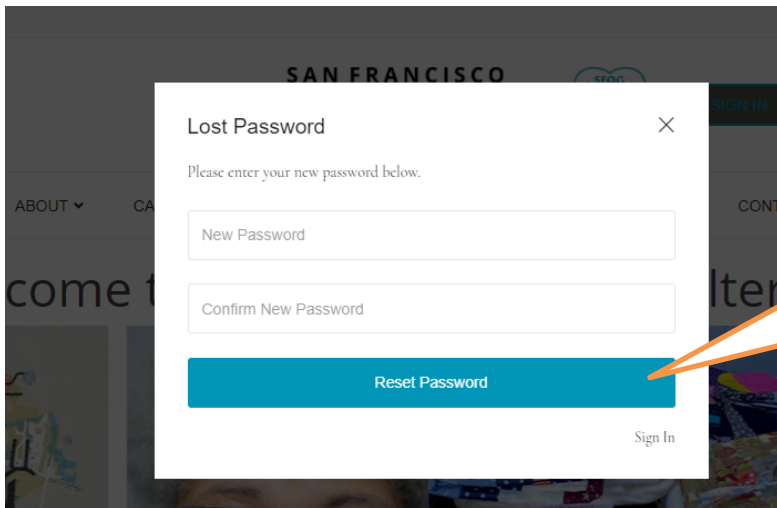 SAN FRANCISCO
SFQG
SIGN IN
Lost Password
Please enter your new password below.
ABOUT
CA
CONT
New Password
come t
lter
Confirm New Password
Reset Password
Sign In